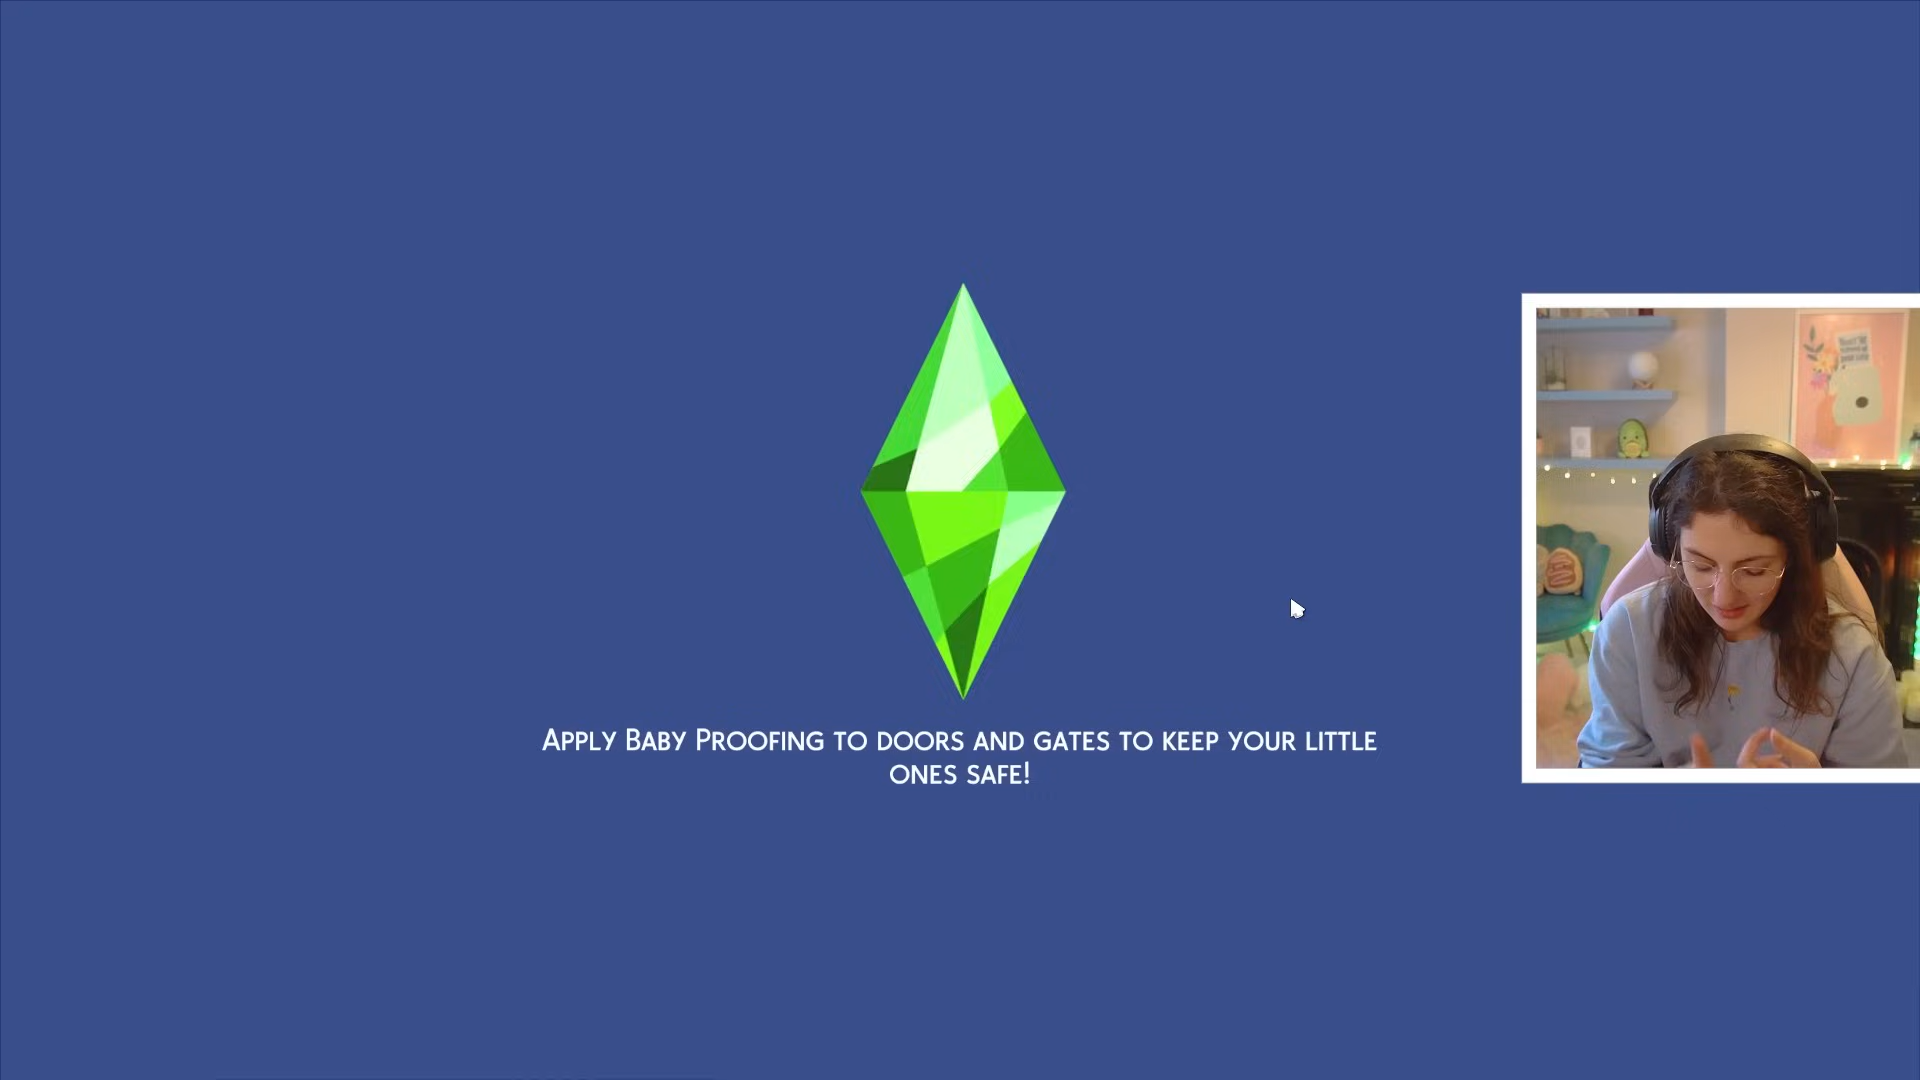 Apply Baby Proofing to doors and gates to keep your little
ones safe!